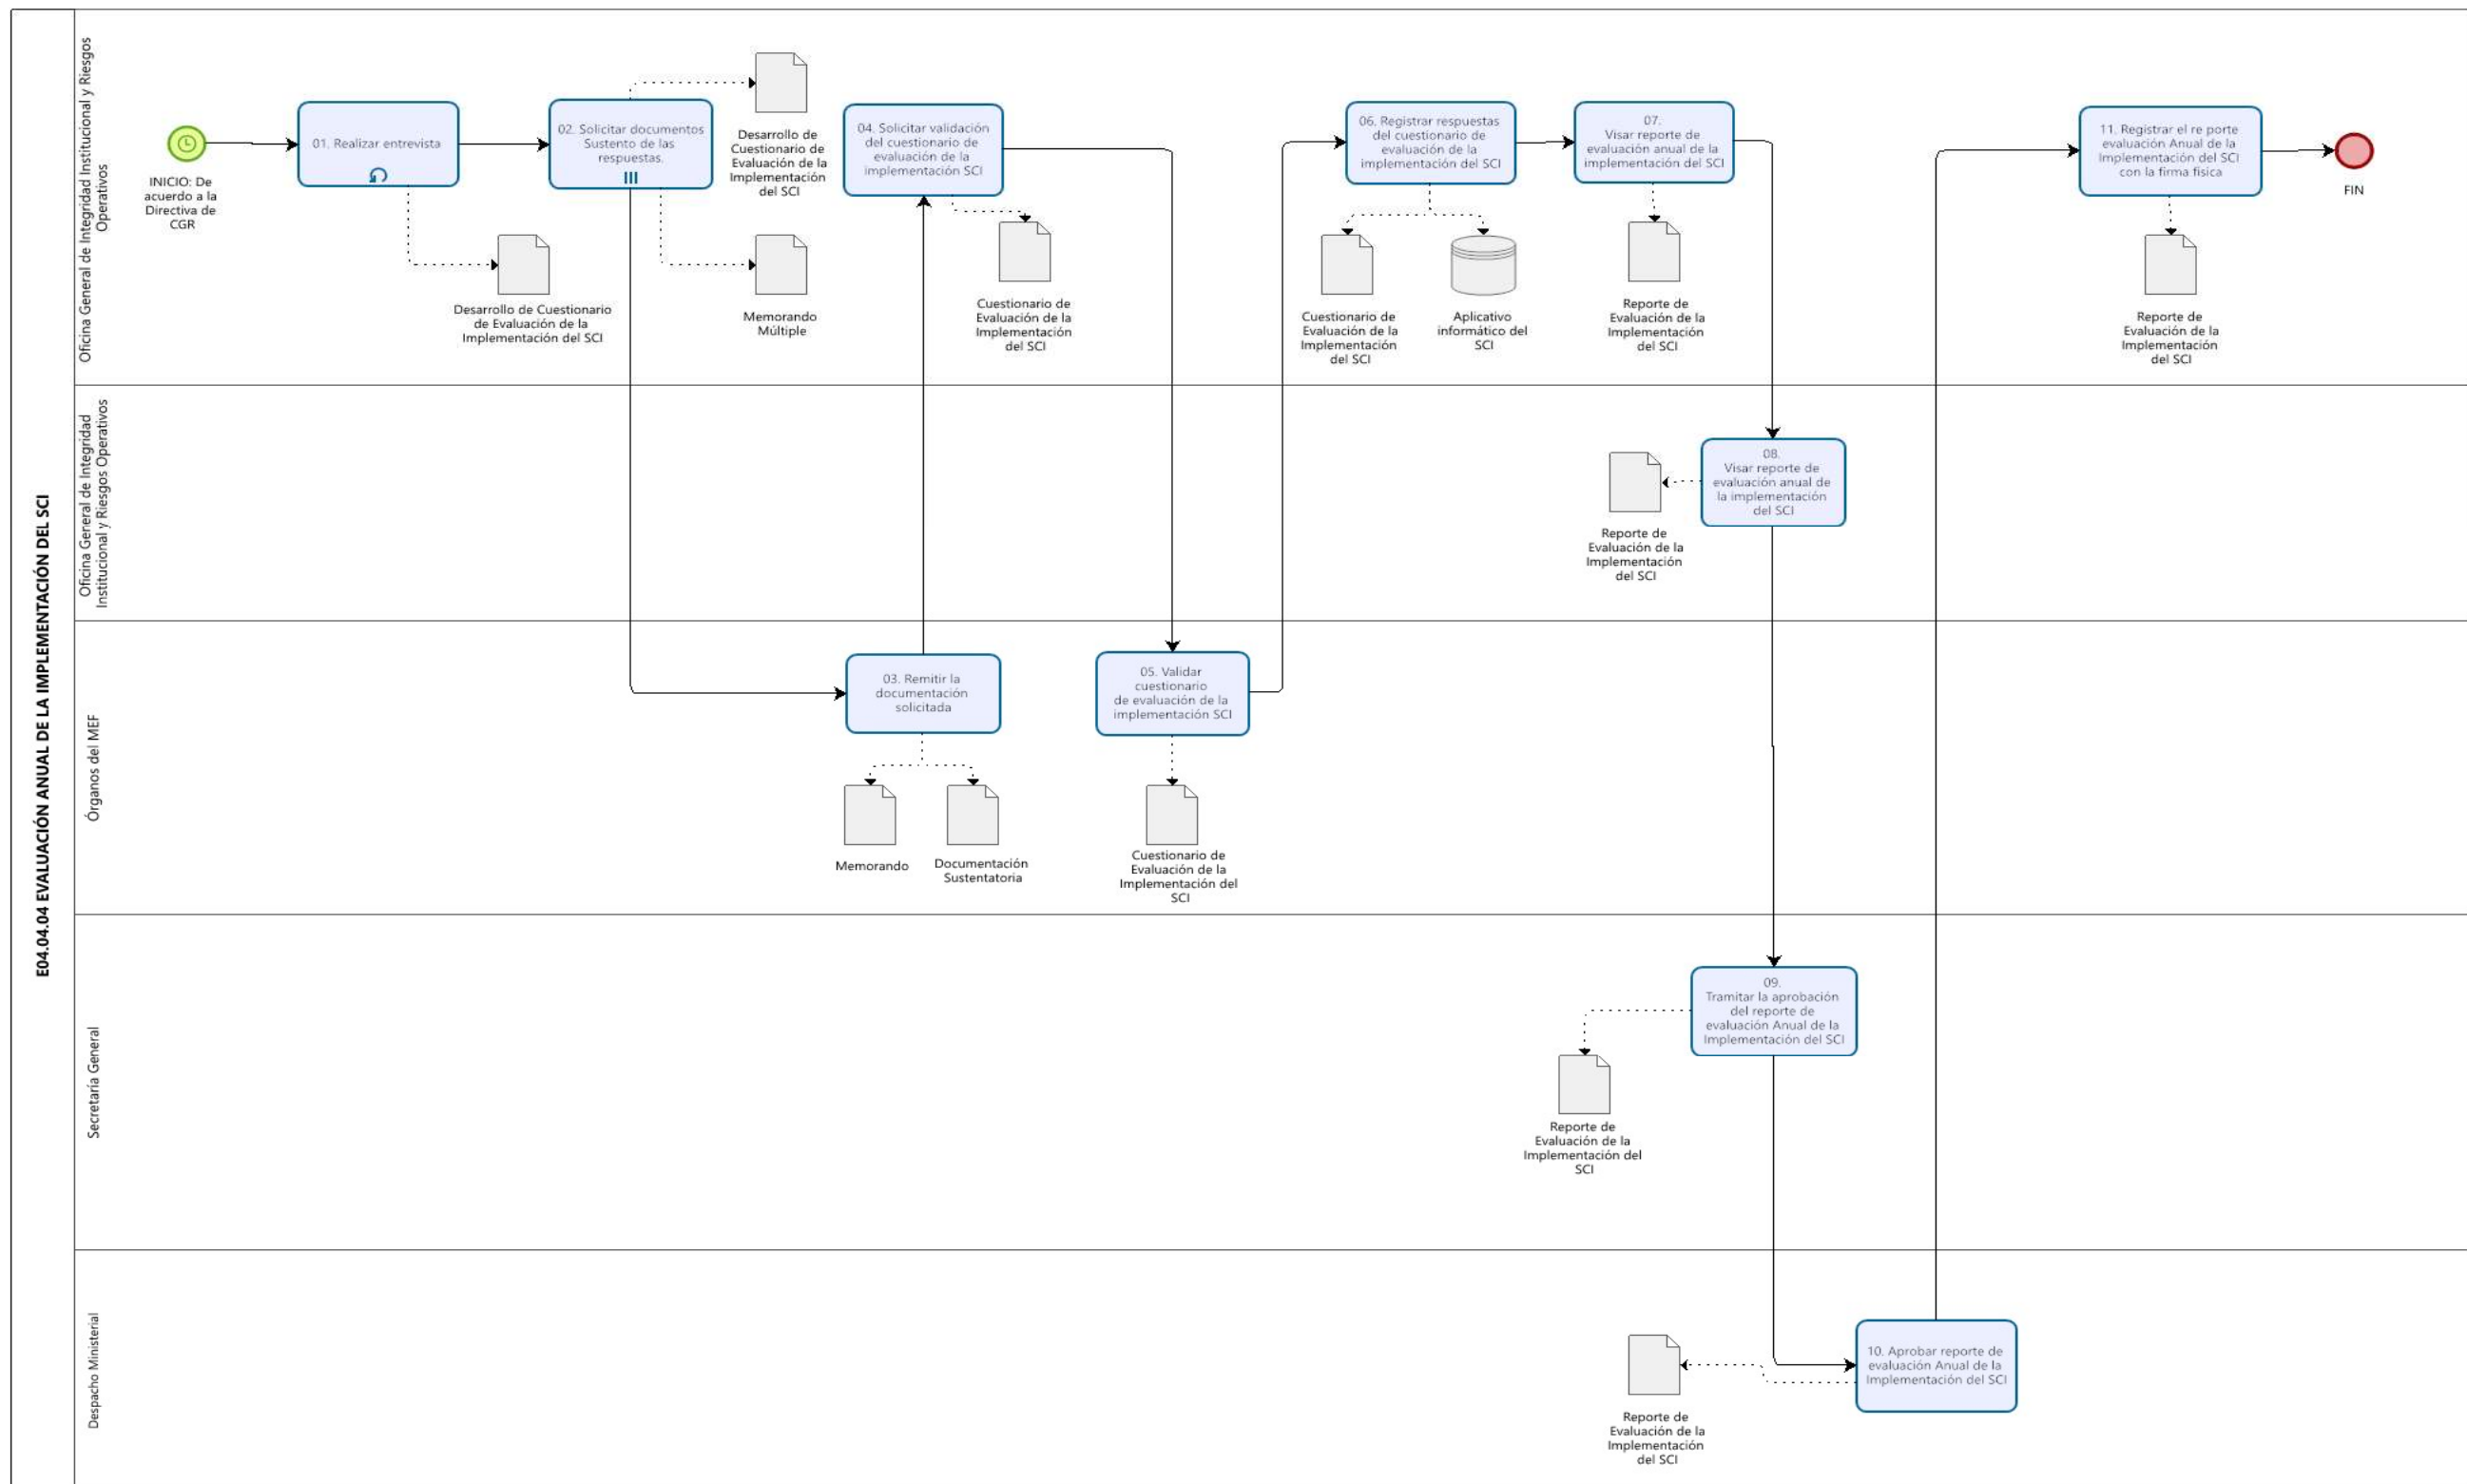 E04.04.04 EVALUACIÓN ANUAL DE LA IMPLEMENTACIÓN DEL SCI
Oficina General de Integridad Institucional y Riesgos
Operativos
INICIO: De
acuerdo a la
Directiva de
CGR
01. Realizar entrevista
Desarrollo de Cuestionario
de Evaluación de la
Implementación del SCI
02. Solicitar documentos
Sustento de las
respuestas.
Desarrollo de
Cuestionario de
Evaluación de la
Implementación
del SCI
Memorando
Múltiple
04. Solicitar validación
del cuestionario de
evaluación de la
implementación SCI
Cuestionario de
Evaluación de la
Implementación
del SCI
06. Registrar respuestas
del cuestionario de
evaluación de la
implementación del SCI
Cuestionario de
Evaluación de la
Implementación
del SCI
Aplicativo
informático del
SCI
07.
Visar reporte de
evaluación anual de la
implementación del SCI
Reporte de
Evaluación de la
Implementación
del SCI
11. Registrar el re porte
evaluación Anual de la
Implementación del SCI
con la firma física
Reporte de
Evaluación de la
Implementación
del SCI
FIN
Oficina General de Integridad
Institucional y Riesgos Operativos
08.
Visar reporte de
evaluación anual de
la implementación
del SCI
Reporte de
Evaluación de la
Implementación
del SCI
Órganos del MEF
03. Remitir la
documentación
solicitada
Memorando
Documentación
Sustentatoria
05. Validar
cuestionario
de evaluación de la
implementación SCI
Cuestionario de
Evaluación de la
Implementación del
SCI
Secretaría General
09.
Tramitar la aprobación
del reporte de
evaluación Anual de la
Implementación del SCI
Reporte de
Evaluación de la
Implementación del
SCI
Despacho Ministerial
10. Aprobar reporte de
evaluación Anual de la
Implementación del SCI
Reporte de
Evaluación de la
Implementación
del SCI